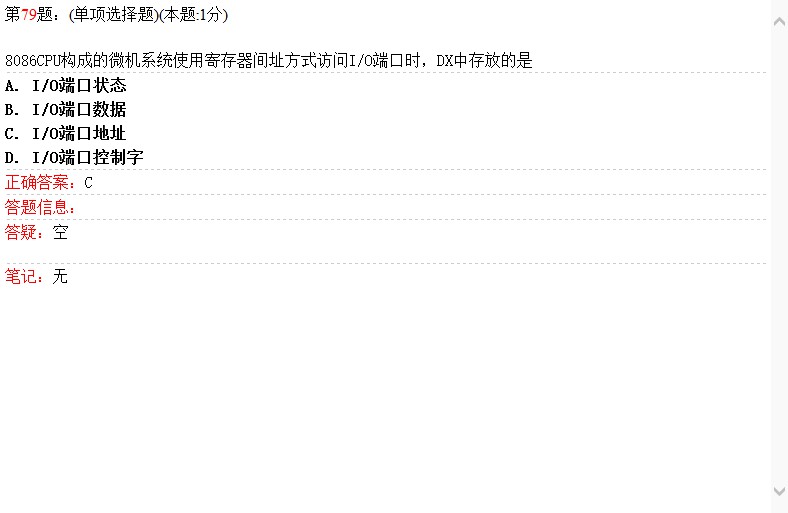 第79题：(单项选择题)(本题:1分)
8086CPU构成的微机系统使用寄存器间址方式访问I/O端口时，DX中存放的是
A. I/O端口状态
B. I/O端口数据
C. I/O端口地址
D. I/O端口控制字
正确答案：C
答题信息：
答疑：空
笔记：无